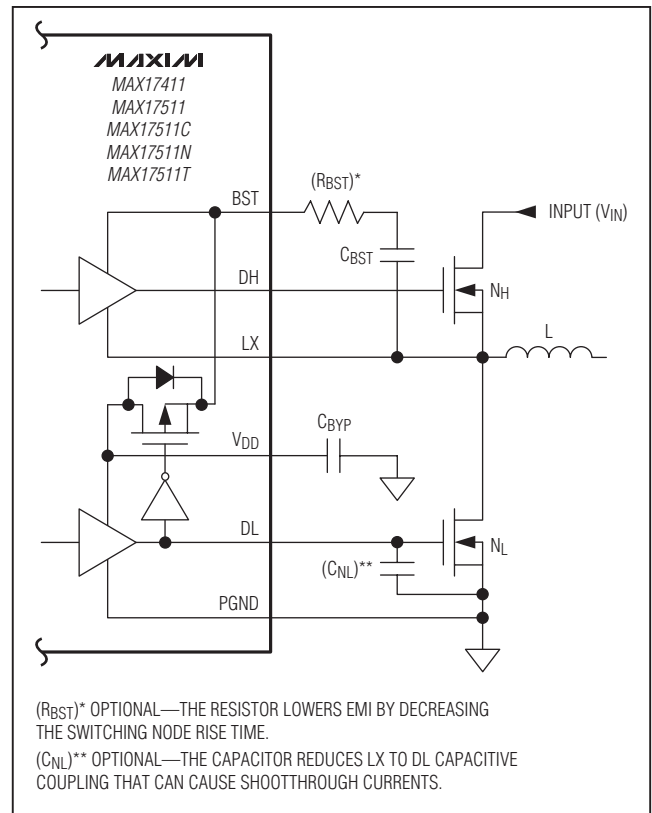 MAXIM
MAX17411
MAX17511
MAX17511C
MAX17511N
MAX17511T
BST
(RBST)*
INPUT (VIN)
CBST
DH
NH
LX
L
VDD
CBYP
DL
NL
(CNL)**
PGND
(RBST)* OPTIONAL—THE RESISTOR LOWERS EMI BY DECREASING
THE SWITCHING NODE RISE TIME.
(CNL)** OPTIONAL—THE CAPACITOR REDUCES LX TO DL CAPACITIVE
COUPLING THAT CAN CAUSE SHOOTTHROUGH CURRENTS.